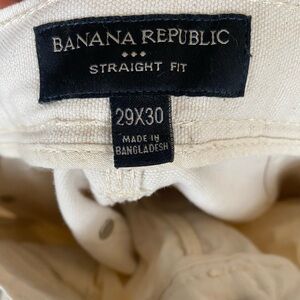 BANANA REPUBLIC
STRAIGHT FIT
29X30
MADE IN
BANGLADESH